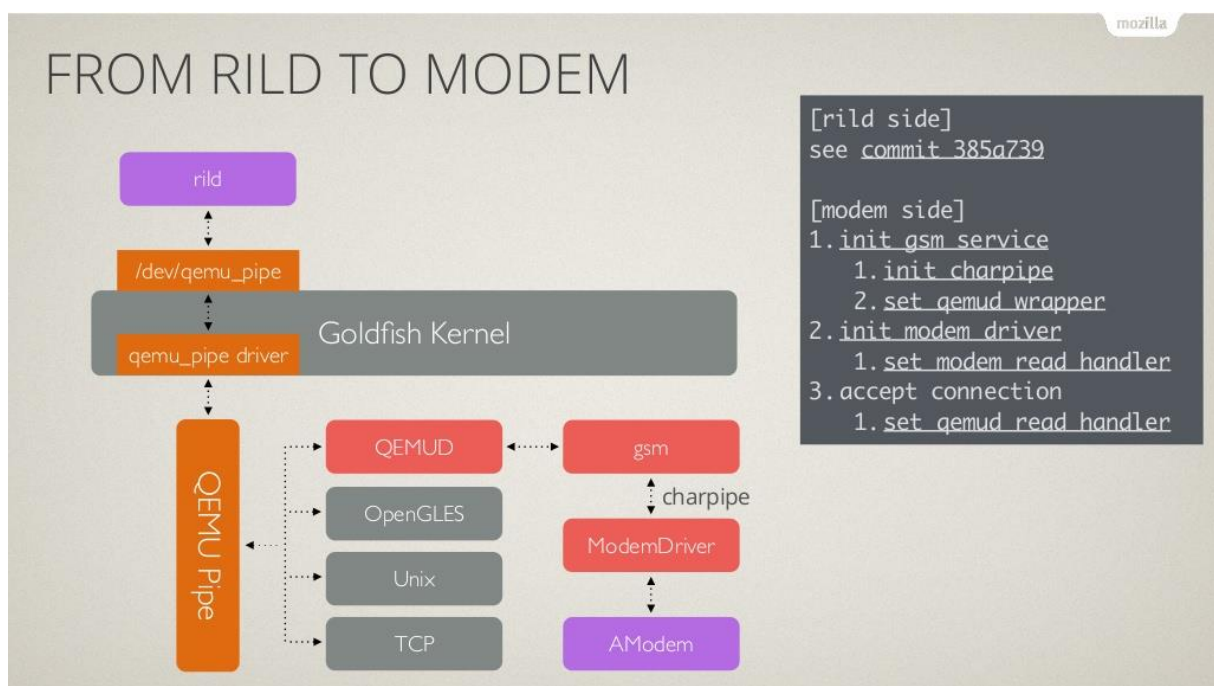 mozilla
FROM RILD TO MODEM
rild
/dev/qemu_pipe
Goldfish Kernel
qemu_pipe driver
QEMU Pipe
QEMUD
OpenGLES
Unix
TCP
gsm
charpipe
ModemDriver
AModem
[rild side]
see commit 385a739
[modem side]
1.init gsm service
1.init charpipe
2.set qemud wrapper
2.init modem driver
1.set modem read handler
3.accept connection
1.set qemud read handler